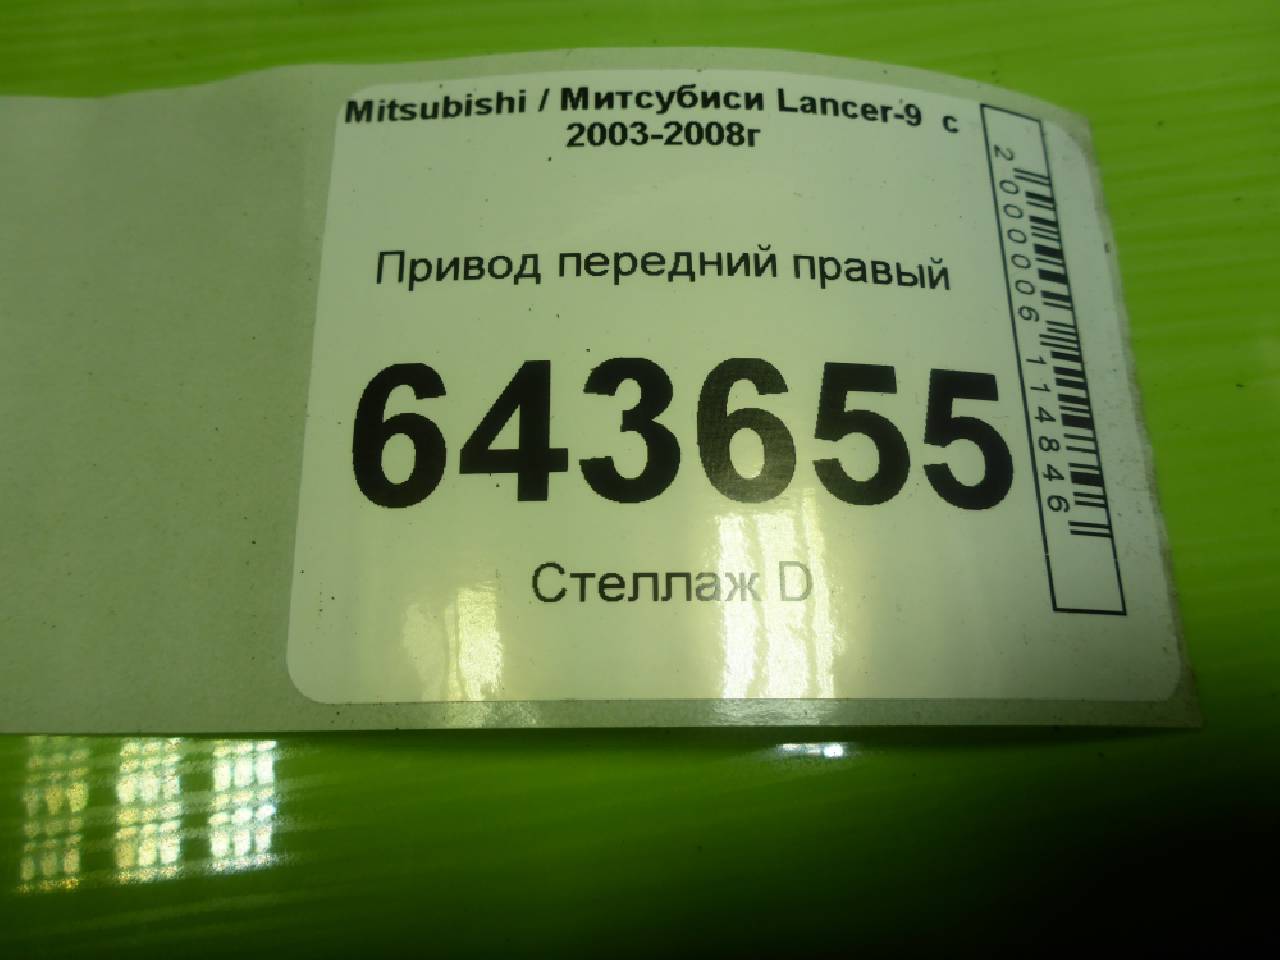 Mitsubishi / Митсубиси Lancer-9 с
2003-2008г
Привод передний правый
643655
Стеллаж D
2000006114846